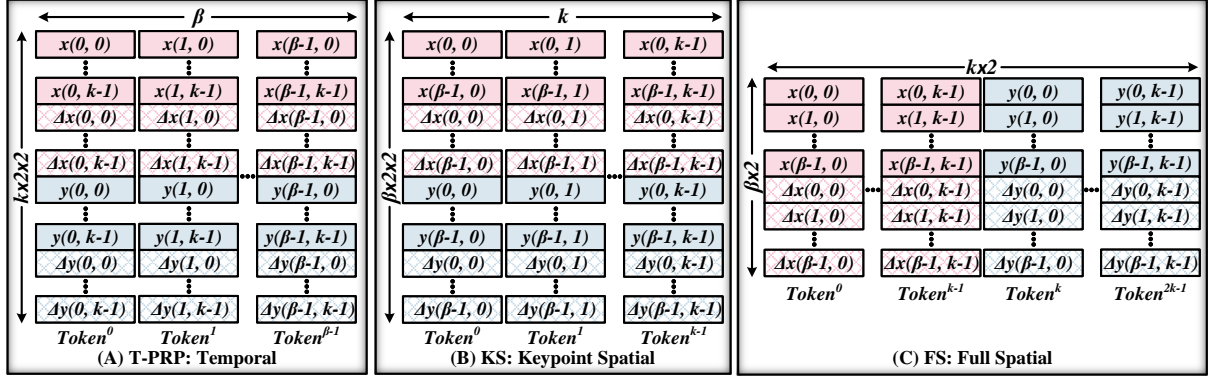 β
k×2×2
x(0, 0) x(1, 0) x(β-1, 0)
x(0, k-1) x(1, k-1) x(β-1, k-1)
Δx(0, 0) Δx(1, 0) Δx(β-1, 0)
Δx(0, k-1) Δx(1, k-1) Δx(β-1, k-1)
y(0, 0) y(1, 0) y(β-1, 0)
y(0, k-1) y(1, k-1) y(β-1, k-1)
Δy(0, 0) Δy(1, 0) Δy(β-1, 0)
Δy(0, k-1) Δy(1, k-1) Δy(β-1, k-1)
Token⁰ Token¹ Token^β-1
(A) T-PRP: Temporal
k
β×2×2
x(0, 0) x(0, 1) x(0, k-1)
x(β-1, 0) x(β-1, 1) x(β-1, k-1)
Δx(0, 0) Δx(0, 1) Δx(0, k-1)
Δx(β-1, 0) Δx(β-1, 1) Δx(β-1, k-1)
y(0, 0) y(0, 1) y(0, k-1)
y(β-1, 0) y(β-1, 1) y(β-1, k-1)
Δy(0, 0) Δy(0, 1) Δy(0, k-1)
Δy(β-1, 0) Δy(β-1, 1) Δy(β-1, k-1)
Token⁰ Token¹ Token^k-1
(B) KS: Keypoint Spatial
k×2
β×2
x(0, 0) x(0, k-1) y(0, 0) y(0, k-1)
x(1, 0) x(1, k-1) y(1, 0) y(1, k-1)
x(β-1, 0) x(β-1, k-1) y(β-1, 0) y(β-1, k-1)
Δx(0, 0) Δx(0, k-1) Δy(0, 0) Δy(0, k-1)
Δx(1, 0) Δx(1, k-1) Δy(1, 0) Δy(1, k-1)
Δx(β-1, 0) Δx(β-1, k-1) Δy(β-1, 0) Δy(β-1, k-1)
Token⁰ Token^k-1 Token^k Token^2k-1
(C) FS: Full Spatial